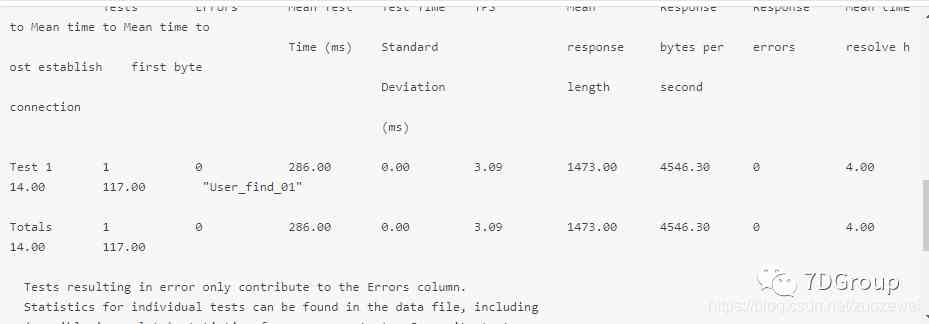 Tests Errors Mean Test Test Time TPS Mean Response Response Mean time
to Mean time to Mean time to
Time (ms) Standard response bytes per errors resolve h
ost establish first byte
Deviation length second
connection
(ms)
Test 1 1 0 286.00 0.00 3.09 1473.00 4546.30 0 4.00
14.00 117.00 "User_find_01"
Totals 1 0 286.00 0.00 3.09 1473.00 4546.30 0 4.00
14.00 117.00
Tests resulting in error only contribute to the Errors column.
Statistics for individual tests can be found in the data file, including
7DGroup
https://blog.csdn.net/zuozewei